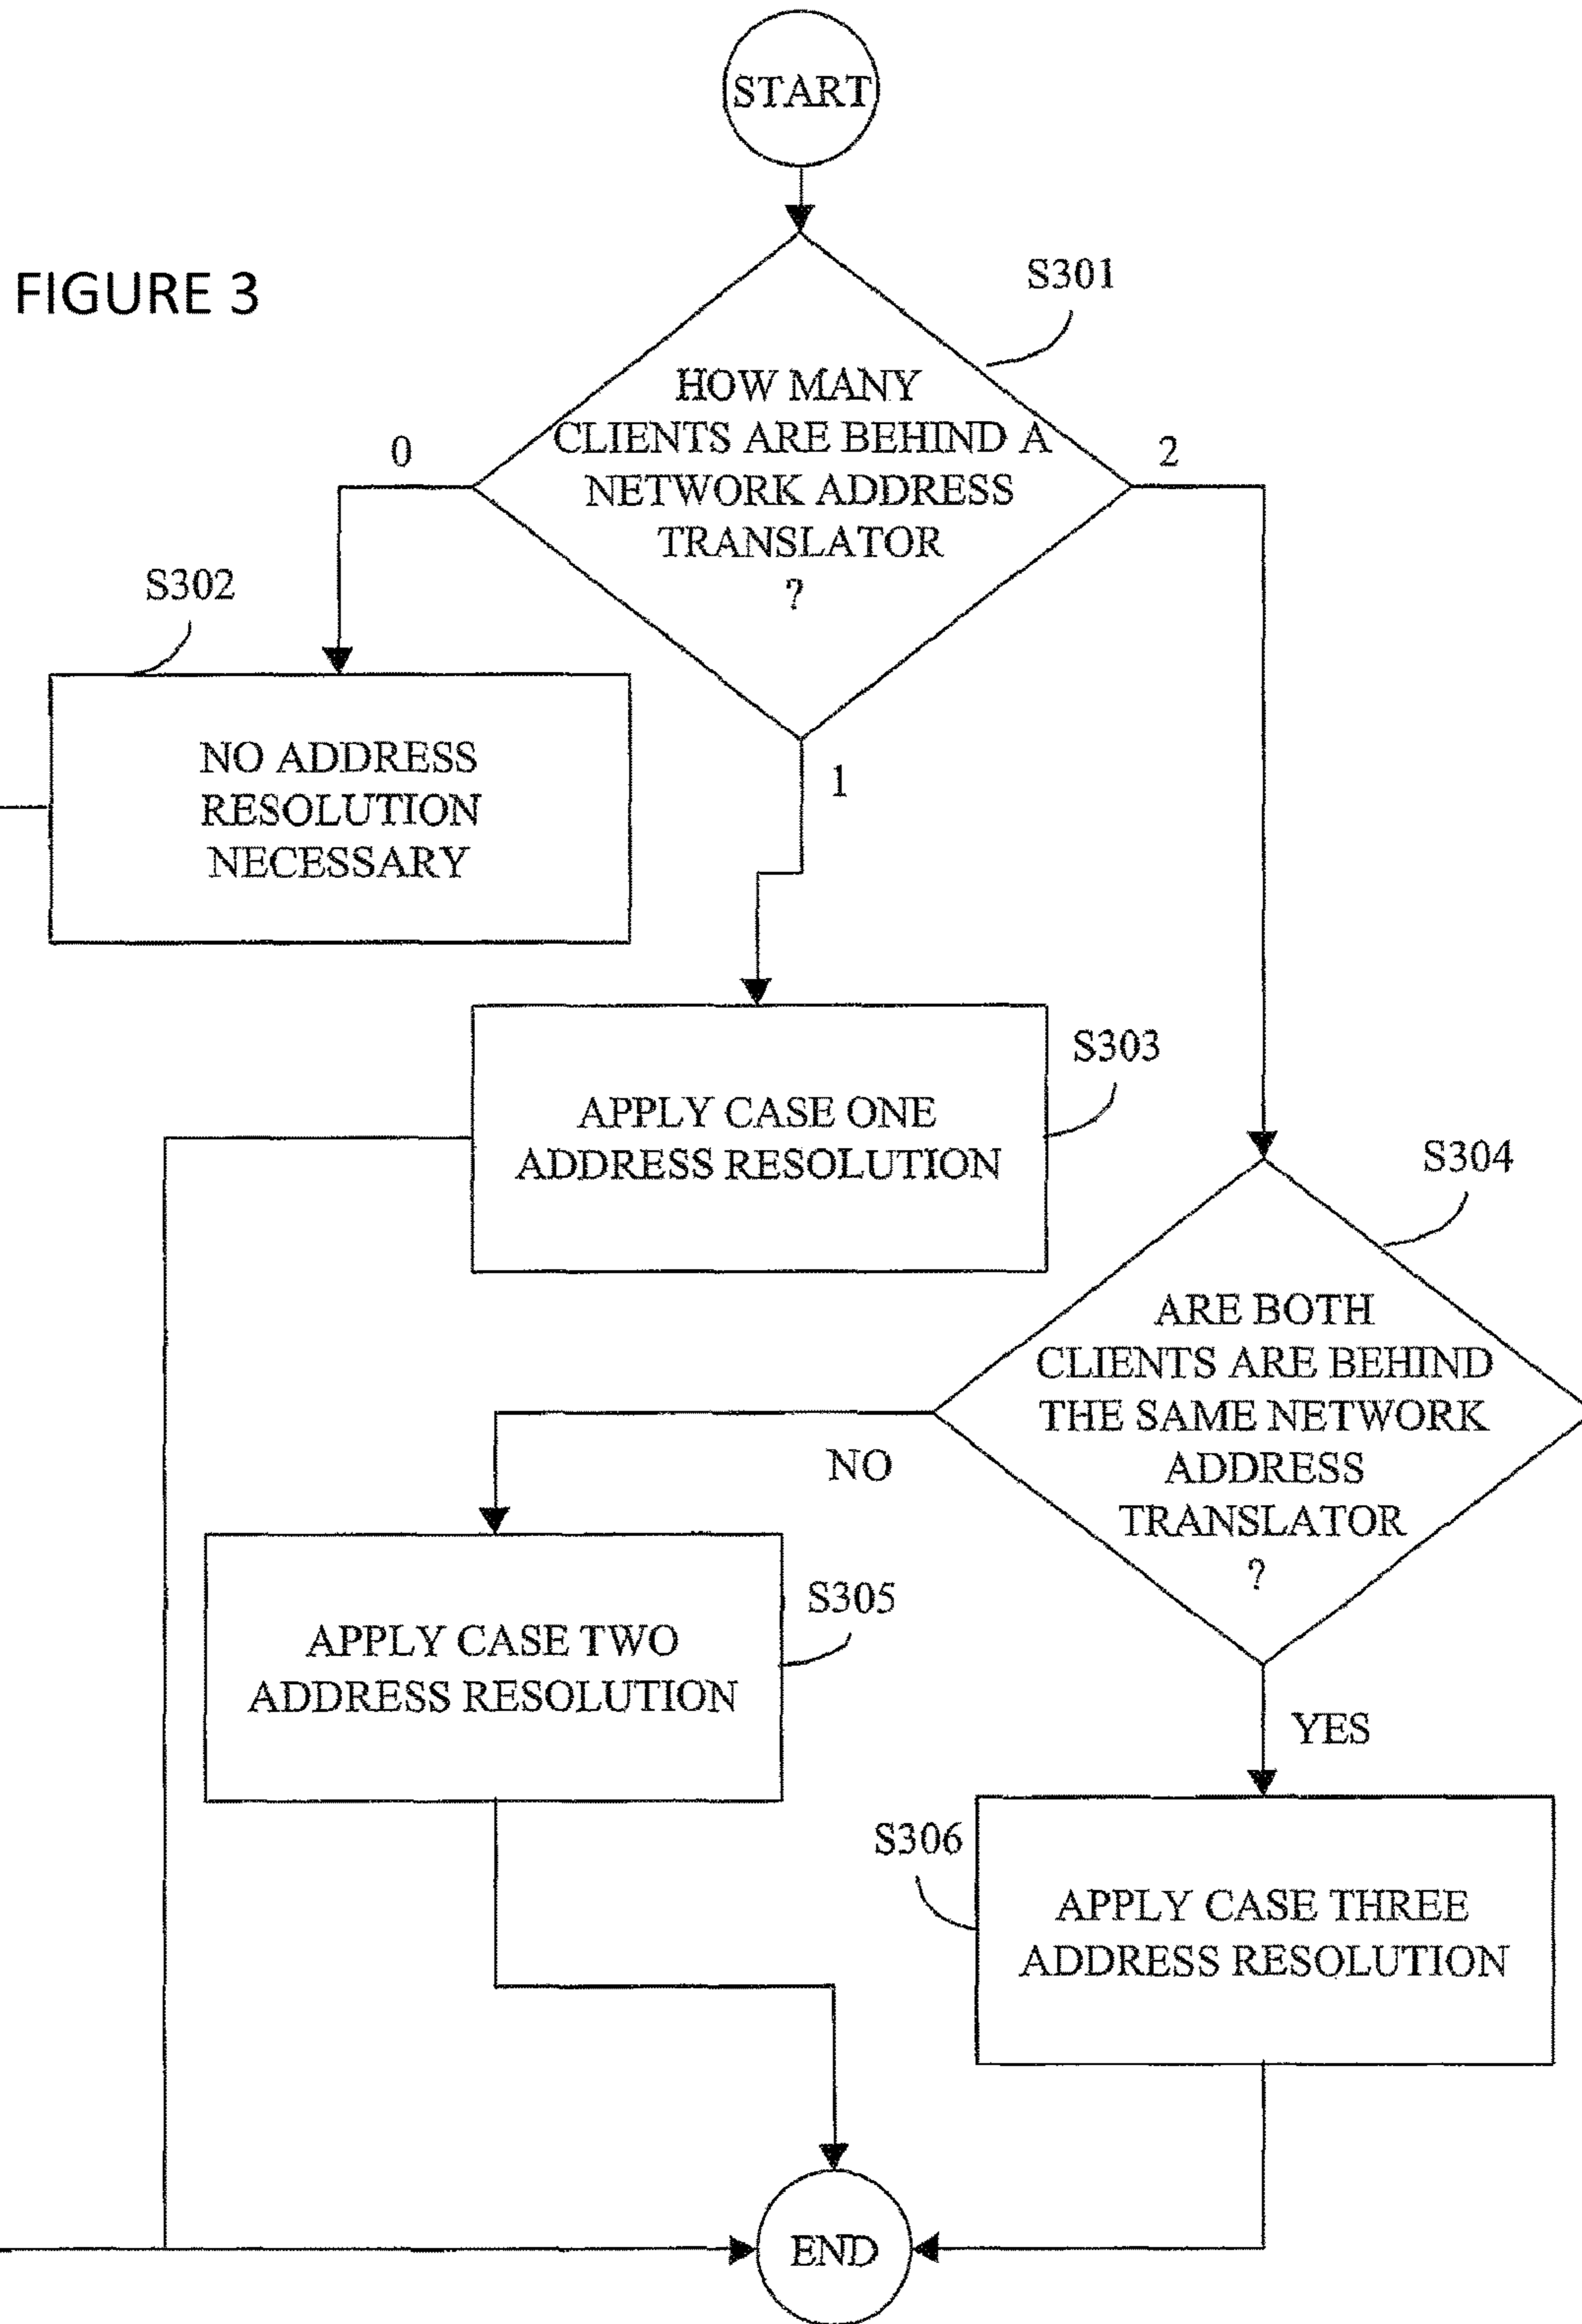 START
FIGURE 3
S301
HOW MANY
CLIENTS ARE BEHIND A
NETWORK ADDRESS
TRANSLATOR
?
0
2
1
S302
NO ADDRESS
RESOLUTION
NECESSARY
S303
APPLY CASE ONE
ADDRESS RESOLUTION
S304
ARE BOTH
CLIENTS ARE BEHIND
THE SAME NETWORK
ADDRESS
TRANSLATOR
?
NO
YES
S305
APPLY CASE TWO
ADDRESS RESOLUTION
S306
APPLY CASE THREE
ADDRESS RESOLUTION
END